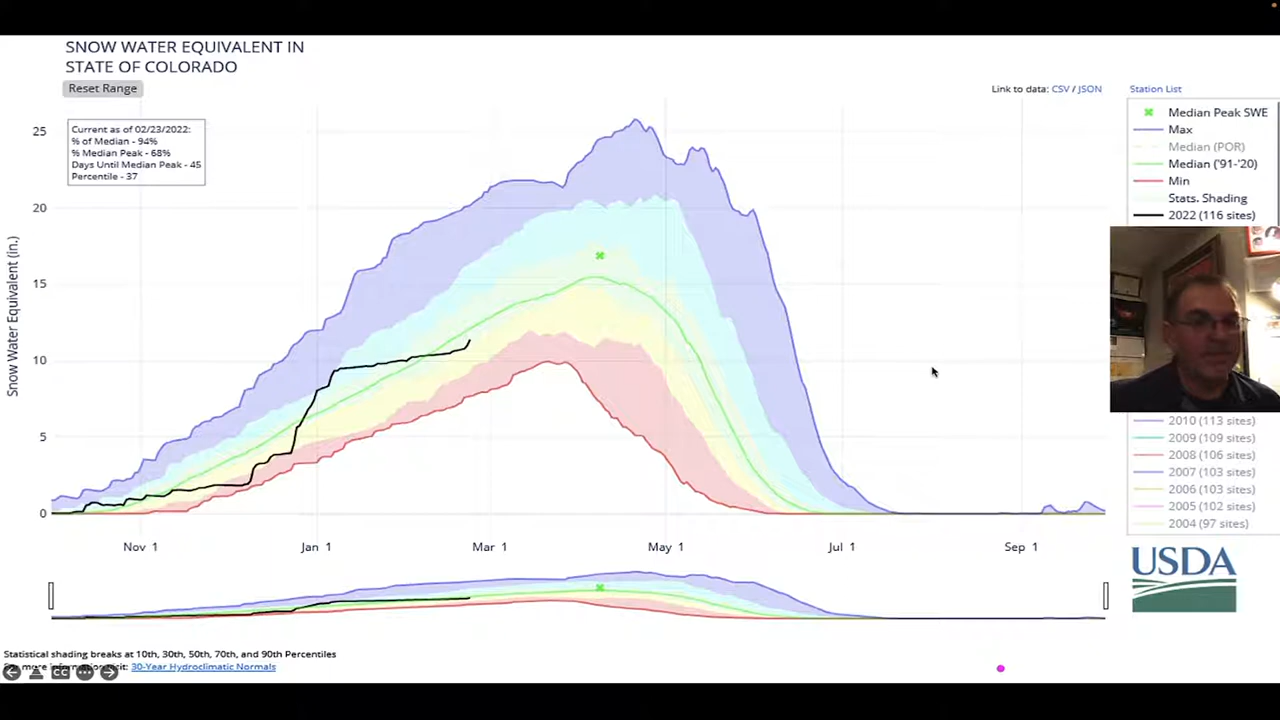 SNOW WATER EQUIVALENT IN
STATE OF COLORADO
Reset Range
Link to data: CSV / JSON
Station List
Current as of 02/23/2022:
% of Median - 94%
% Median Peak - 68%
Days Until Median Peak - 45
Percentile - 37
Median Peak SWE
Max
Median (POR)
Median ('91-'20)
Min
Stats. Shading
2022 (116 sites)
2010 (113 sites)
2009 (109 sites)
2008 (106 sites)
2007 (103 sites)
2006 (103 sites)
2005 (102 sites)
2004 (97 sites)
Snow Water Equivalent (in.)
25
20
15
10
5
0
Nov 1
Jan 1
Mar 1
May 1
Jul 1
Sep 1
USDA
Statistical shading breaks at 10th, 30th, 50th, 70th, and 90th Percentiles
For more information visit: 30-Year Hydroclimatic Normals
CC